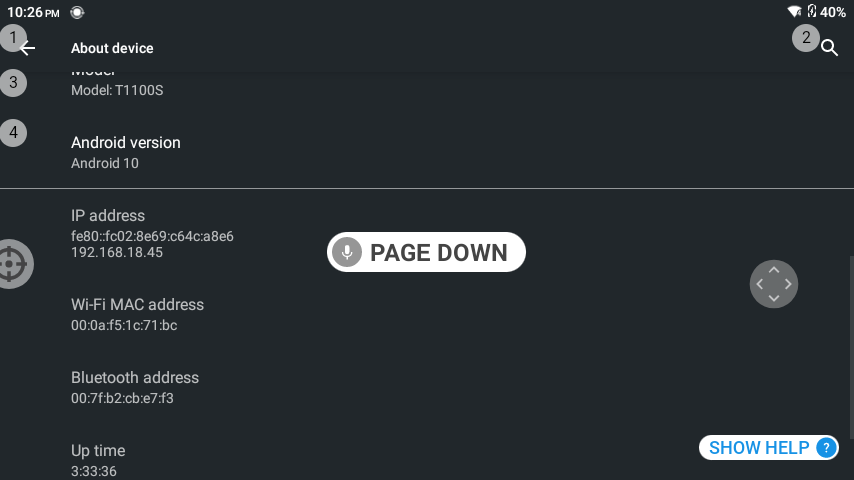 10:26 PM
40%
1
About device
2
3
Model
Model: T1100S
4
Android version
Android 10
IP address
fe80::fc02:8e69:c64c:a8e6
192.168.18.45
PAGE DOWN
Wi-Fi MAC address
00:0a:f5:1c:71:bc
Bluetooth address
00:7f:b2:cb:e7:f3
Up time
3:33:36
SHOW HELP ?